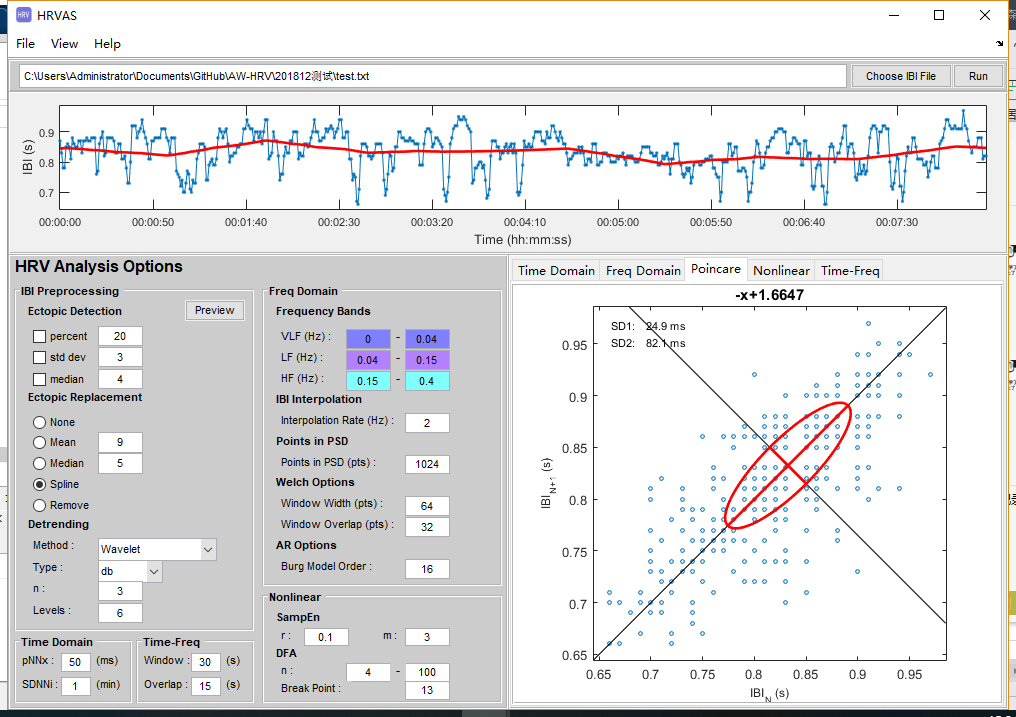 HRV HRVAS
File View Help
C:\Users\Administrator\Documents\GitHub\AW-HRV\201812测试\test.txt Choose IBI File Run
IBI (s)
0.9
0.8
0.7
00:00:00 00:00:50 00:01:40 00:02:30 00:03:20 00:04:10 00:05:00 00:05:50 00:06:40 00:07:30
Time (hh:mm:ss)
HRV Analysis Options
IBI Preprocessing
Ectopic Detection Preview
percent 20
std dev 3
median 4
Ectopic Replacement
None
Mean 9
Median 5
Spline
Remove
Detrending
Method : Wavelet
Type : db
n : 3
Levels : 6
Time Domain
pNNx : 50 (ms)
SDNNi : 1 (min)
Time-Freq
Window : 30 (s)
Overlap : 15 (s)
Freq Domain
Frequency Bands
VLF (Hz) : 0 - 0.04
LF (Hz) : 0.04 - 0.15
HF (Hz) : 0.15 - 0.4
IBI Interpolation
Interpolation Rate (Hz) : 2
Points in PSD
Points in PSD (pts) : 1024
Welch Options
Window Width (pts) : 64
Window Overlap (pts) : 32
AR Options
Burg Model Order : 16
Nonlinear
SampEn
r : 0.1 m : 3
DFA
n : 4 - 100
Break Point : 13
Time Domain Freq Domain Poincare Nonlinear Time-Freq
-x+1.6647
SD1: 24.9 ms
SD2: 82.1 ms
IBI N+1 (s)
0.95
0.9
0.85
0.8
0.75
0.7
0.65
0.65 0.7 0.75 0.8 0.85 0.9 0.95
IBI N (s)